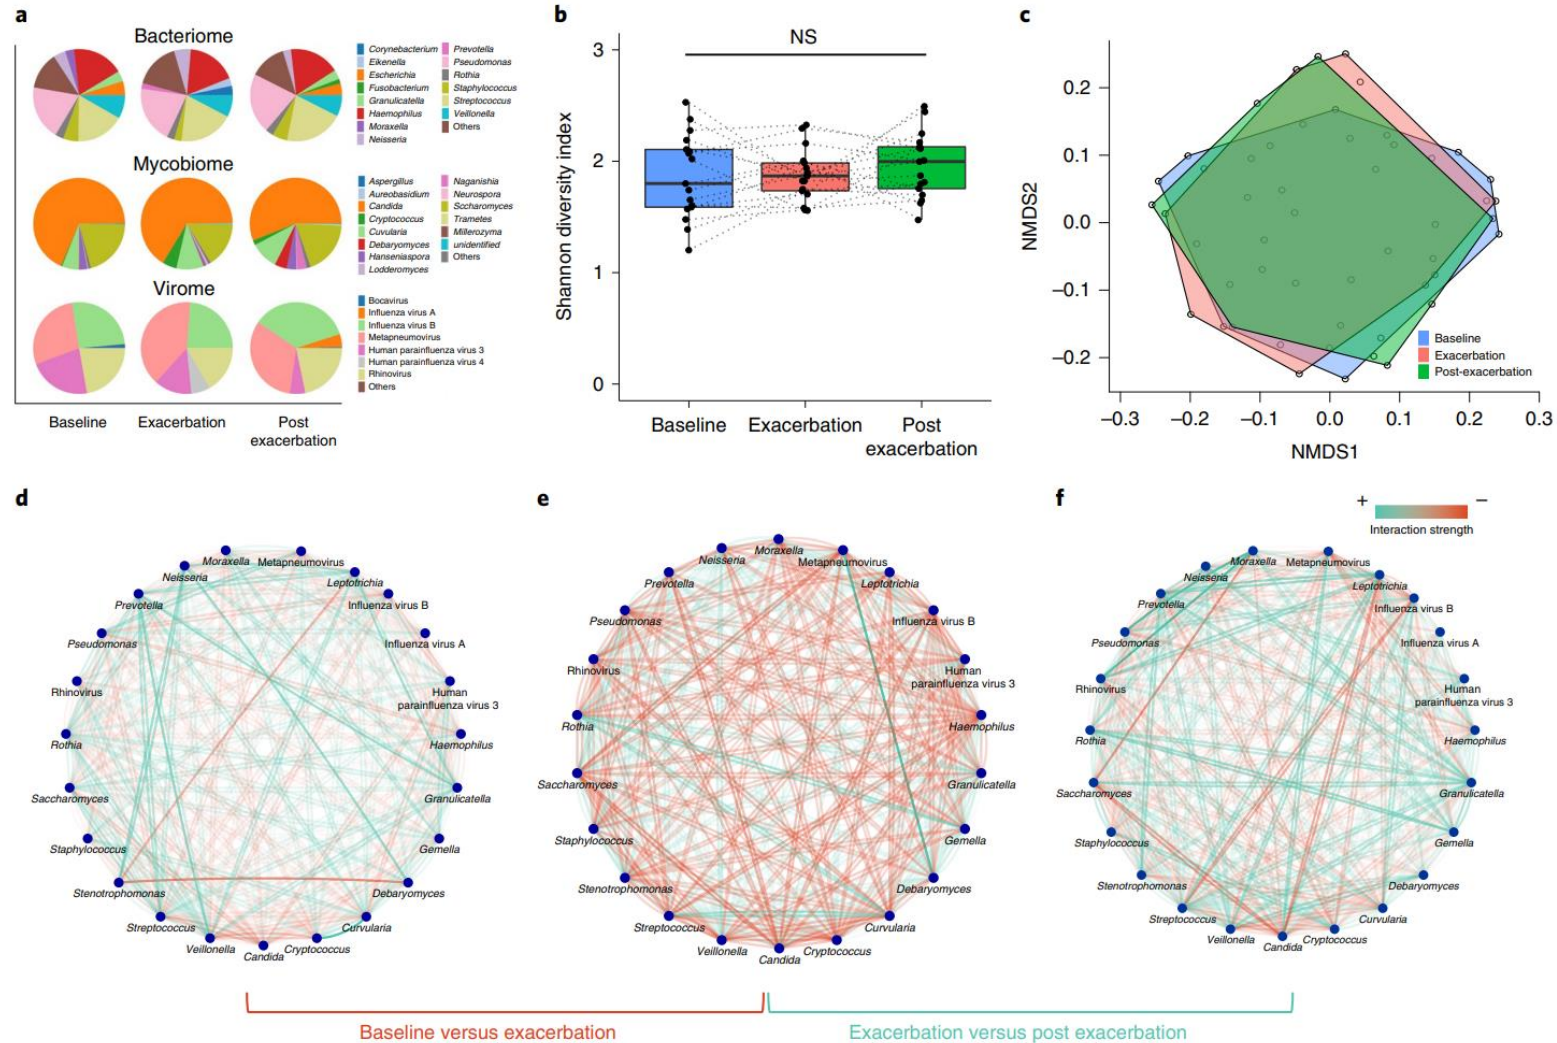 a
Bacteriome
Corynebacterium
Eikenella
Escherichia
Fusobacterium
Granulicatella
Haemophilus
Moraxella
Neisseria
Prevotella
Pseudomonas
Rothia
Staphylococcus
Streptococcus
Veillonella
Others
Mycobiome
Aspergillus
Aureobasidium
Candida
Cryptococcus
Curvularia
Debaryomyces
Hanseniaspora
Lodderomyces
Naganishia
Neurospora
Sccharomyces
Trametes
Millerozyma
unidentified
Others
Virome
Bocavirus
Influenza virus A
Influenza virus B
Metapneumovirus
Human parainfluenza virus 3
Human parainfluenza virus 4
Rhinovirus
Others
Baseline
Exacerbation
Post
exacerbation
b
NS
3
2
1
0
Shannon diversity index
Baseline
Exacerbation
Post
exacerbation
c
0.2
0.1
0.0
−0.1
−0.2
NMDS2
Baseline
Exacerbation
Post-exacerbation
−0.3
−0.2
−0.1
0.0
0.1
0.2
0.3
NMDS1
d
Moraxella
Metapneumovirus
Neisseria
Leptotrichia
Prevotella
Influenza virus B
Pseudomonas
Influenza virus A
Rhinovirus
Human
parainfluenza virus 3
Rothia
Haemophilus
Saccharomyces
Granulicatella
Staphylococcus
Gemella
Stenotrophomonas
Debaryomyces
Streptococcus
Curvularia
Veillonella
Candida
Cryptococcus
e
Moraxella
Neisseria
Metapneumovirus
Prevotella
Leptotrichia
Pseudomonas
Influenza virus B
Rhinovirus
Human
parainfluenza virus 3
Rothia
Haemophilus
Saccharomyces
Granulicatella
Staphylococcus
Gemella
Stenotrophomonas
Debaryomyces
Streptococcus
Curvularia
Veillonella
Candida
Cryptococcus
f
+
−
Interaction strength
Moraxella
Metapneumovirus
Neisseria
Leptotrichia
Prevotella
Influenza virus B
Pseudomonas
Influenza virus A
Rhinovirus
Human
parainfluenza virus 3
Rothia
Haemophilus
Saccharomyces
Granulicatella
Staphylococcus
Gemella
Stenotrophomonas
Debaryomyces
Streptococcus
Curvularia
Veillonella
Candida
Cryptococcus
Baseline versus exacerbation
Exacerbation versus post exacerbation